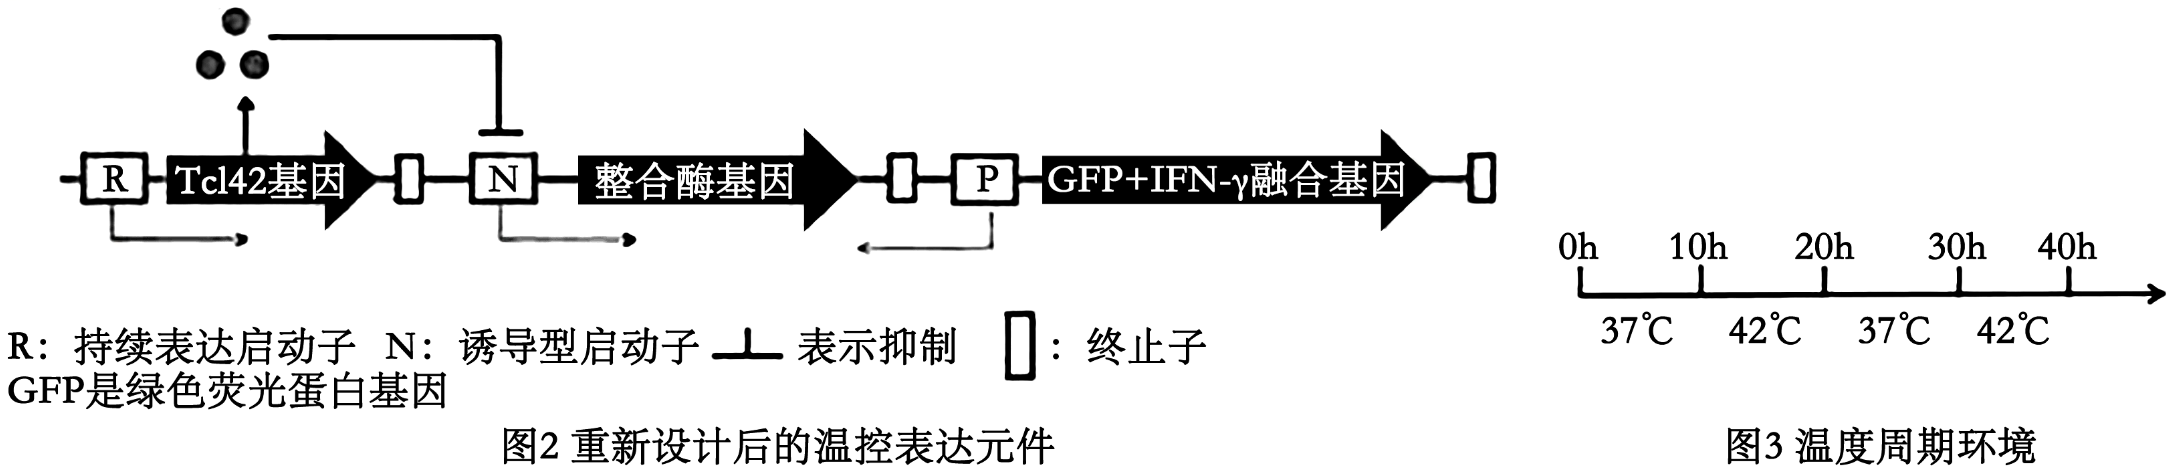 R Tcl42基因 N 整合酶基因 P GFP+IFN-γ融合基因
0h 10h 20h 30h 40h
37℃ 42℃ 37℃ 42℃
R：持续表达启动子 N：诱导型启动子 表示抑制 ：终止子
GFP是绿色荧光蛋白基因
图2 重新设计后的温控表达元件
图3 温度周期环境